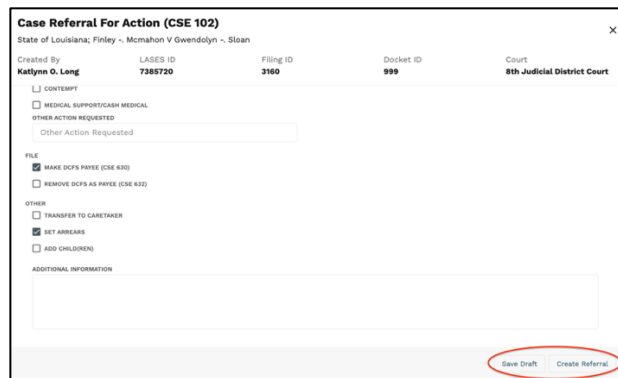 Case Referral For Action (CSE 102)
State of Louisiana; Finley -. Mcmahon V Gwendolyn -. Sloan
Created By LASES ID Filing ID Docket ID Court
Katlynn O. Long 7385720 3160 999 8th Judicial District Court
CONTEMPT
MEDICAL SUPPORT/CASH MEDICAL
OTHER ACTION REQUESTED
Other Action Requested
FILE
MAKE DCFS PAYEE (CSE 630)
REMOVE DCFS AS PAYEE (CSE 632)
OTHER
TRANSFER TO CARETAKER
SET ARREARS
ADD CHILD(REN)
ADDITIONAL INFORMATION
Save Draft Create Referral